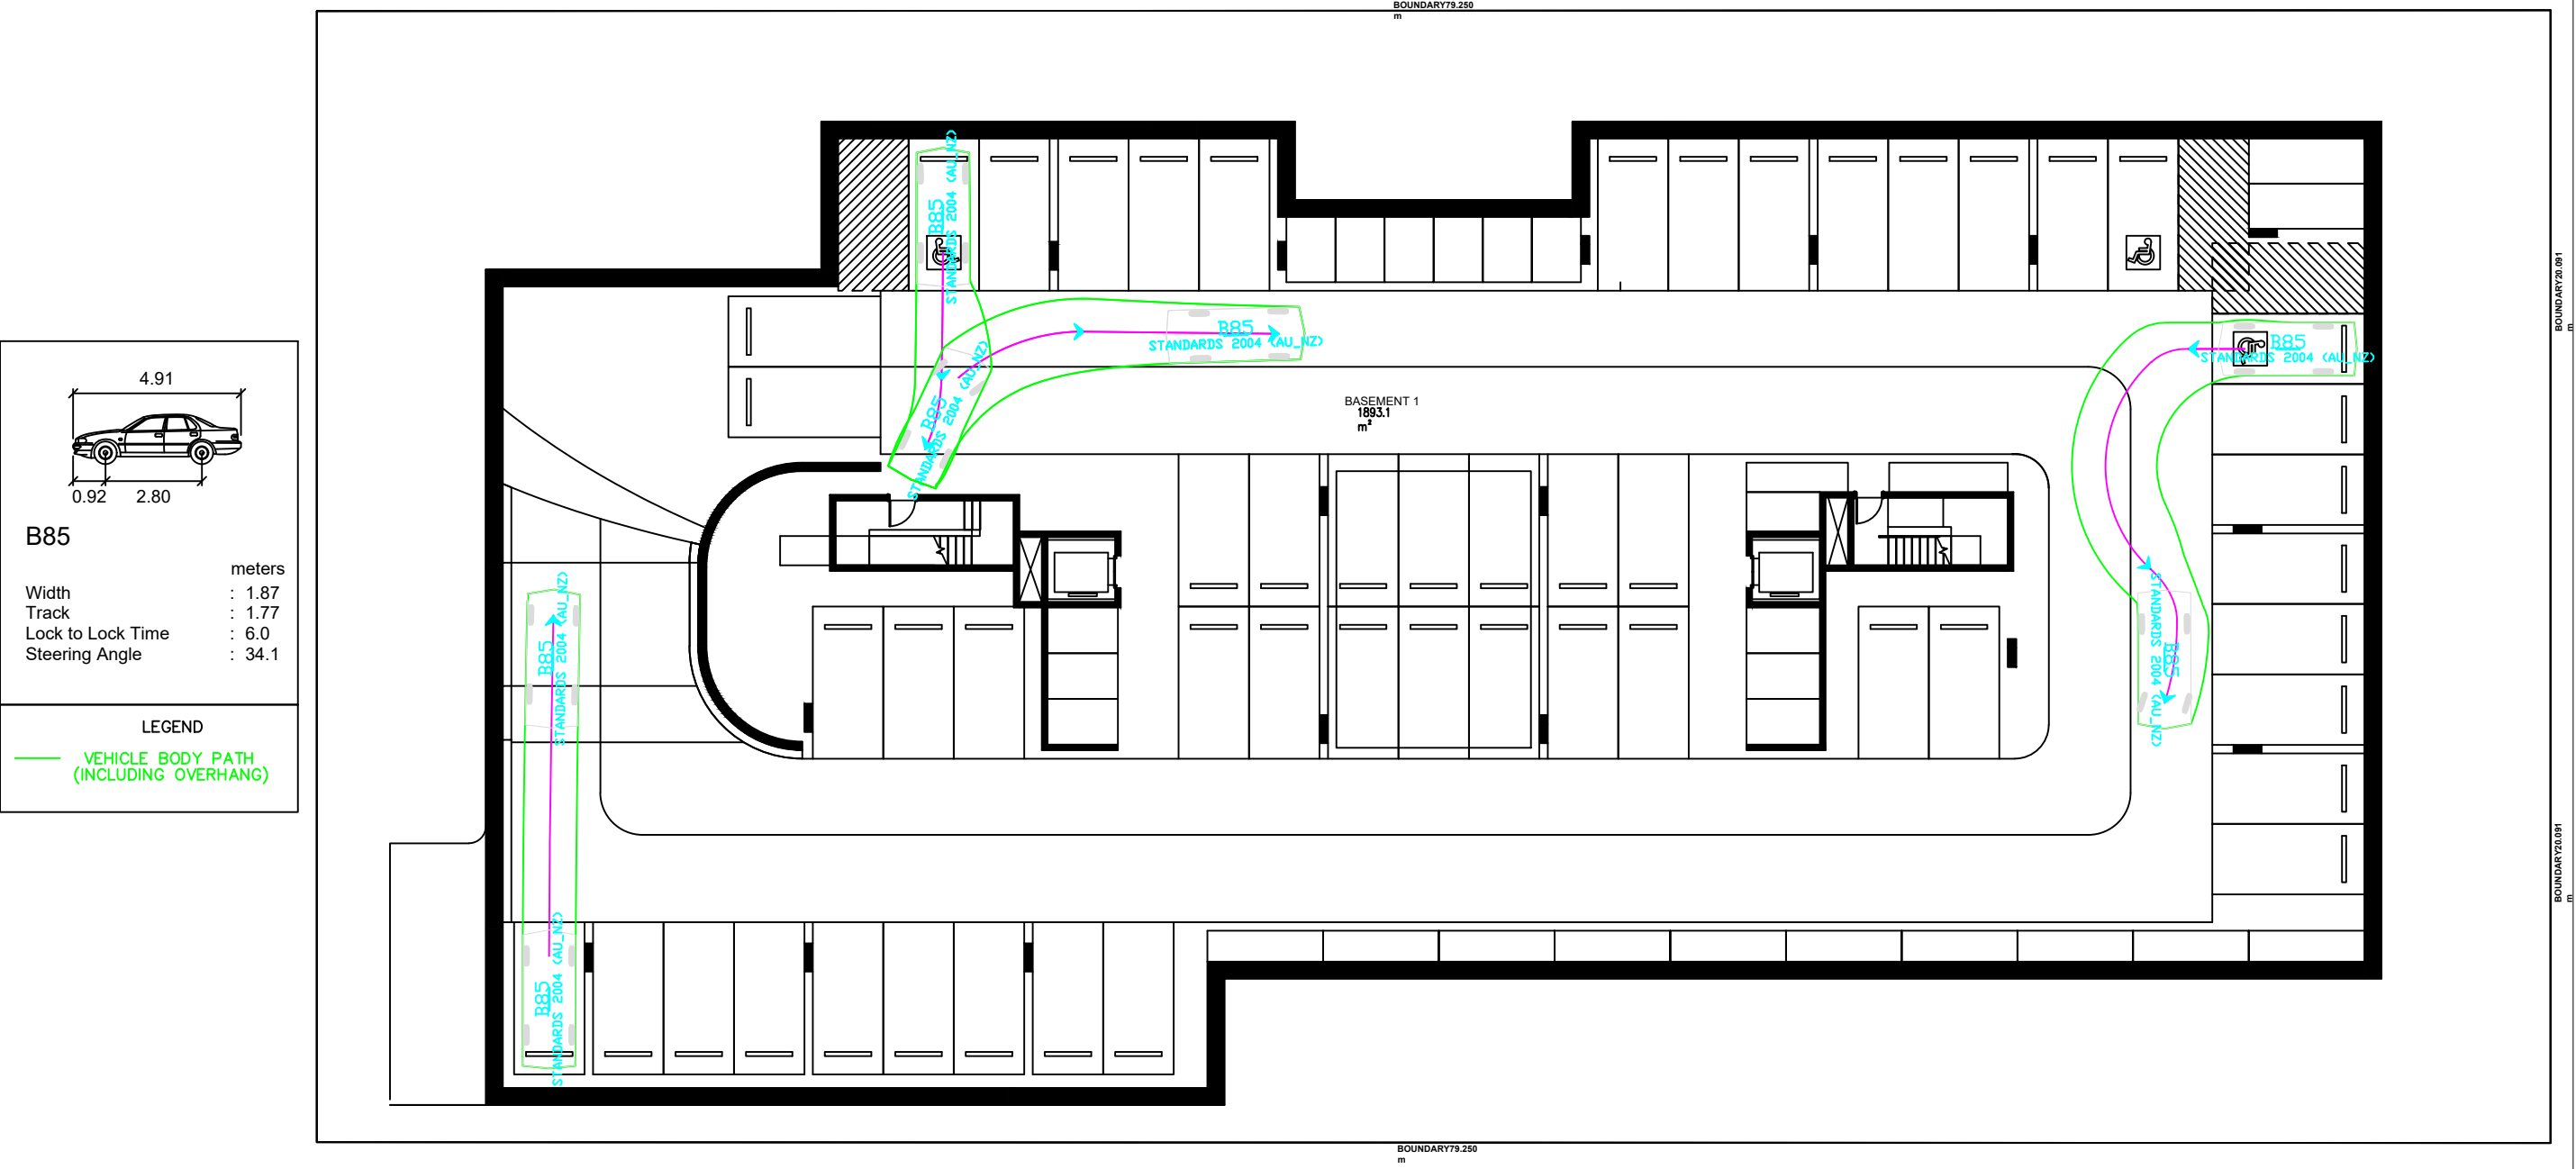 BOUNDARY79.250
m
4.91
0.92 2.80
B85
meters
Width : 1.87
Track : 1.77
Lock to Lock Time : 6.0
Steering Angle : 34.1
LEGEND
VEHICLE BODY PATH
(INCLUDING OVERHANG)
B85
STANDARDS 2004 (AU_NZ)
B85
STANDARDS 2004 (AU_NZ)
B85
STANDARDS 2004 (AU_NZ)
B85
STANDARDS 2004 (AU_NZ)
BASEMENT 1
1893.1
m²
B85
STANDARDS 2004 (AU_NZ)
B85
STANDARDS 2004 (AU_NZ)
B85
STANDARDS 2004 (AU_NZ)
BOUNDARY20.091
m
BOUNDARY20.091
m
BOUNDARY79.250
m